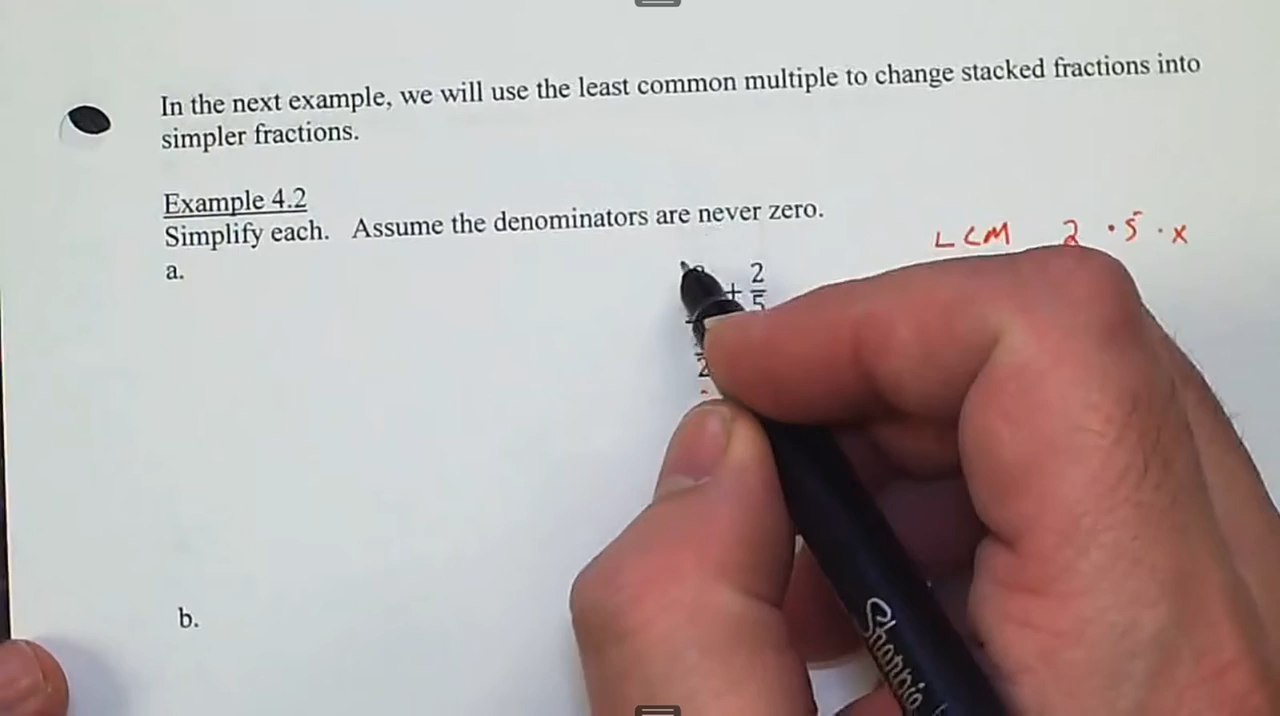 In the next example, we will use the least common multiple to change stacked fractions into
simpler fractions.
Example 4.2
Simplify each. Assume the denominators are never zero.
LCM 2 · 5 · x
a.
+ 2/5
2
b.
Sharpie